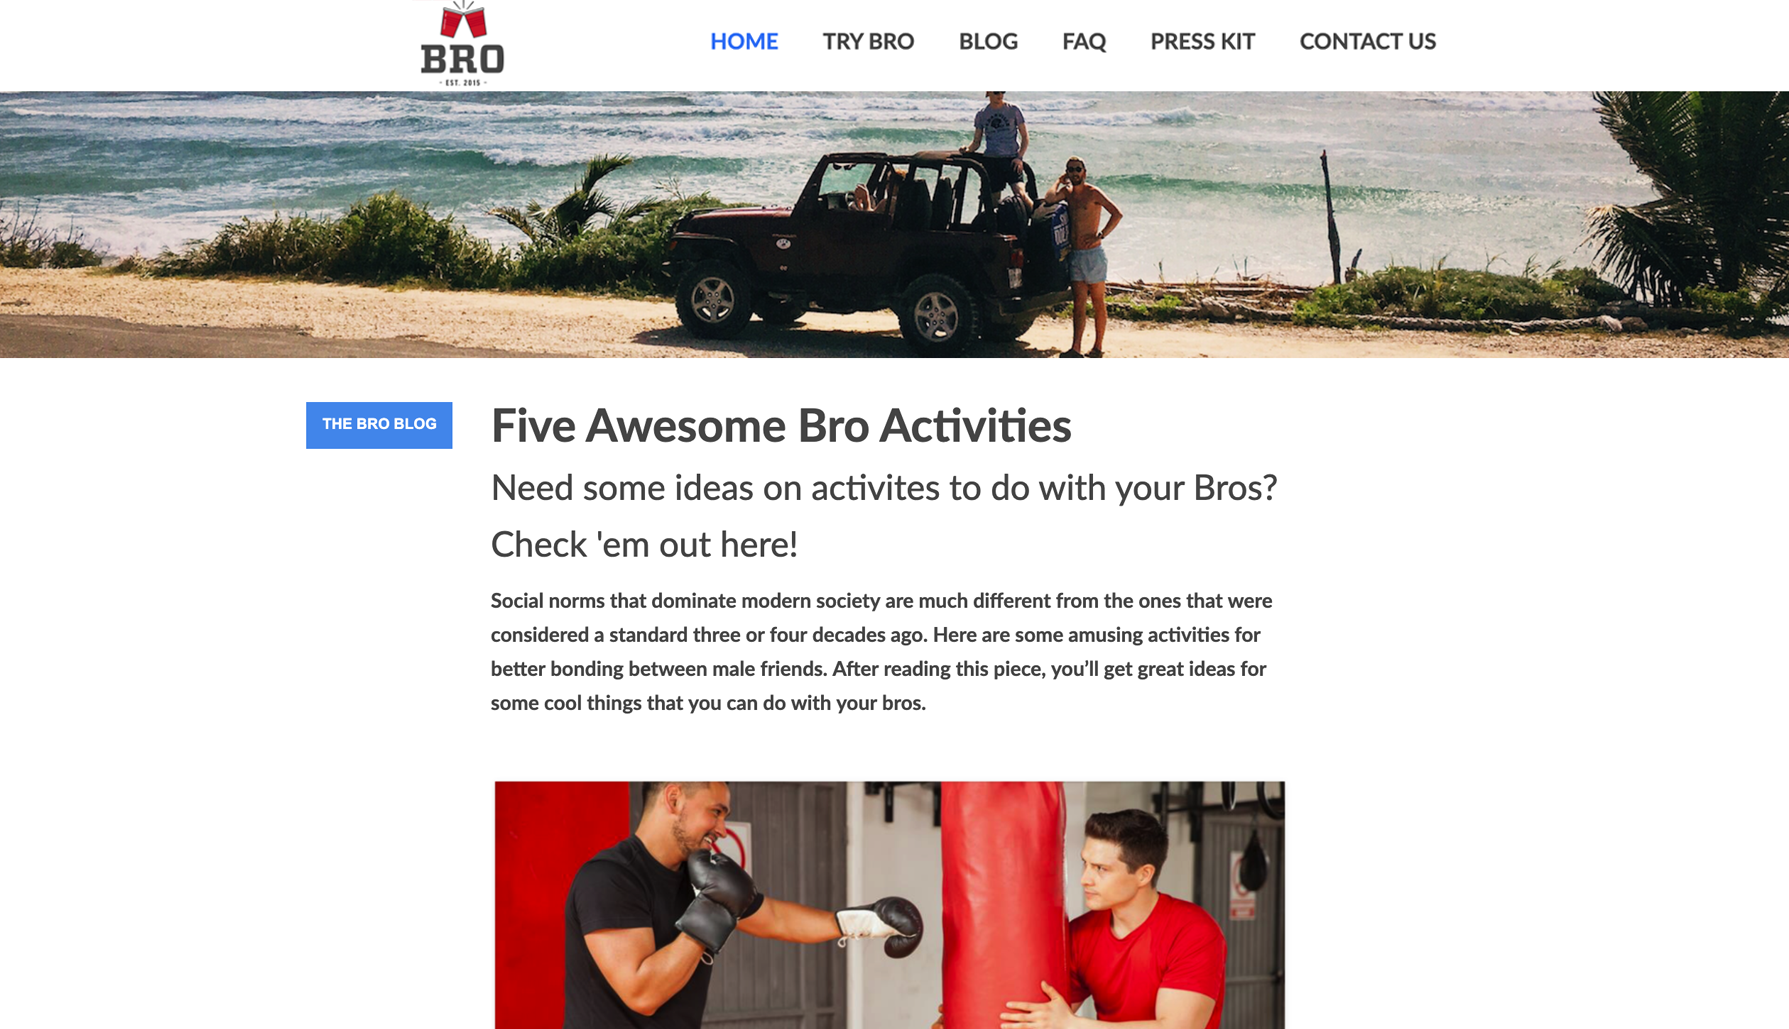 BRO
- EST. 2015 -
HOME TRY BRO BLOG FAQ PRESS KIT CONTACT US
THE BRO BLOG
Five Awesome Bro Activities
Need some ideas on activites to do with your Bros?
Check 'em out here!
Social norms that dominate modern society are much different from the ones that were
considered a standard three or four decades ago. Here are some amusing activities for
better bonding between male friends. After reading this piece, you’ll get great ideas for
some cool things that you can do with your bros.